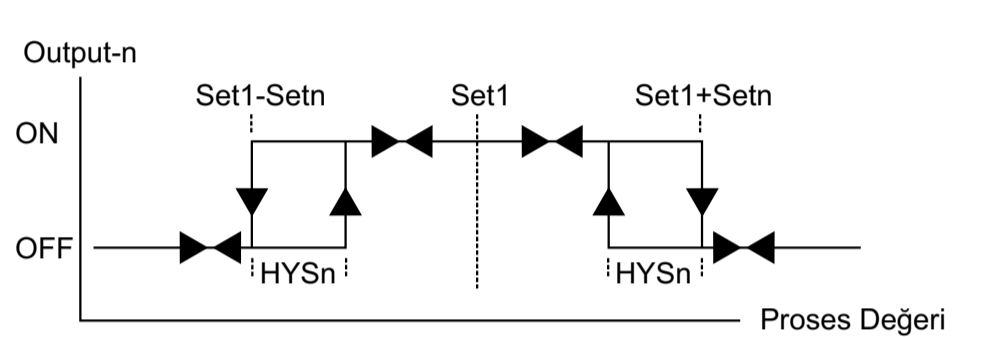 Output-n
Set1-Setn
Set1
Set1+Setn
ON
OFF
HYSn
HYSn
Proses Değeri